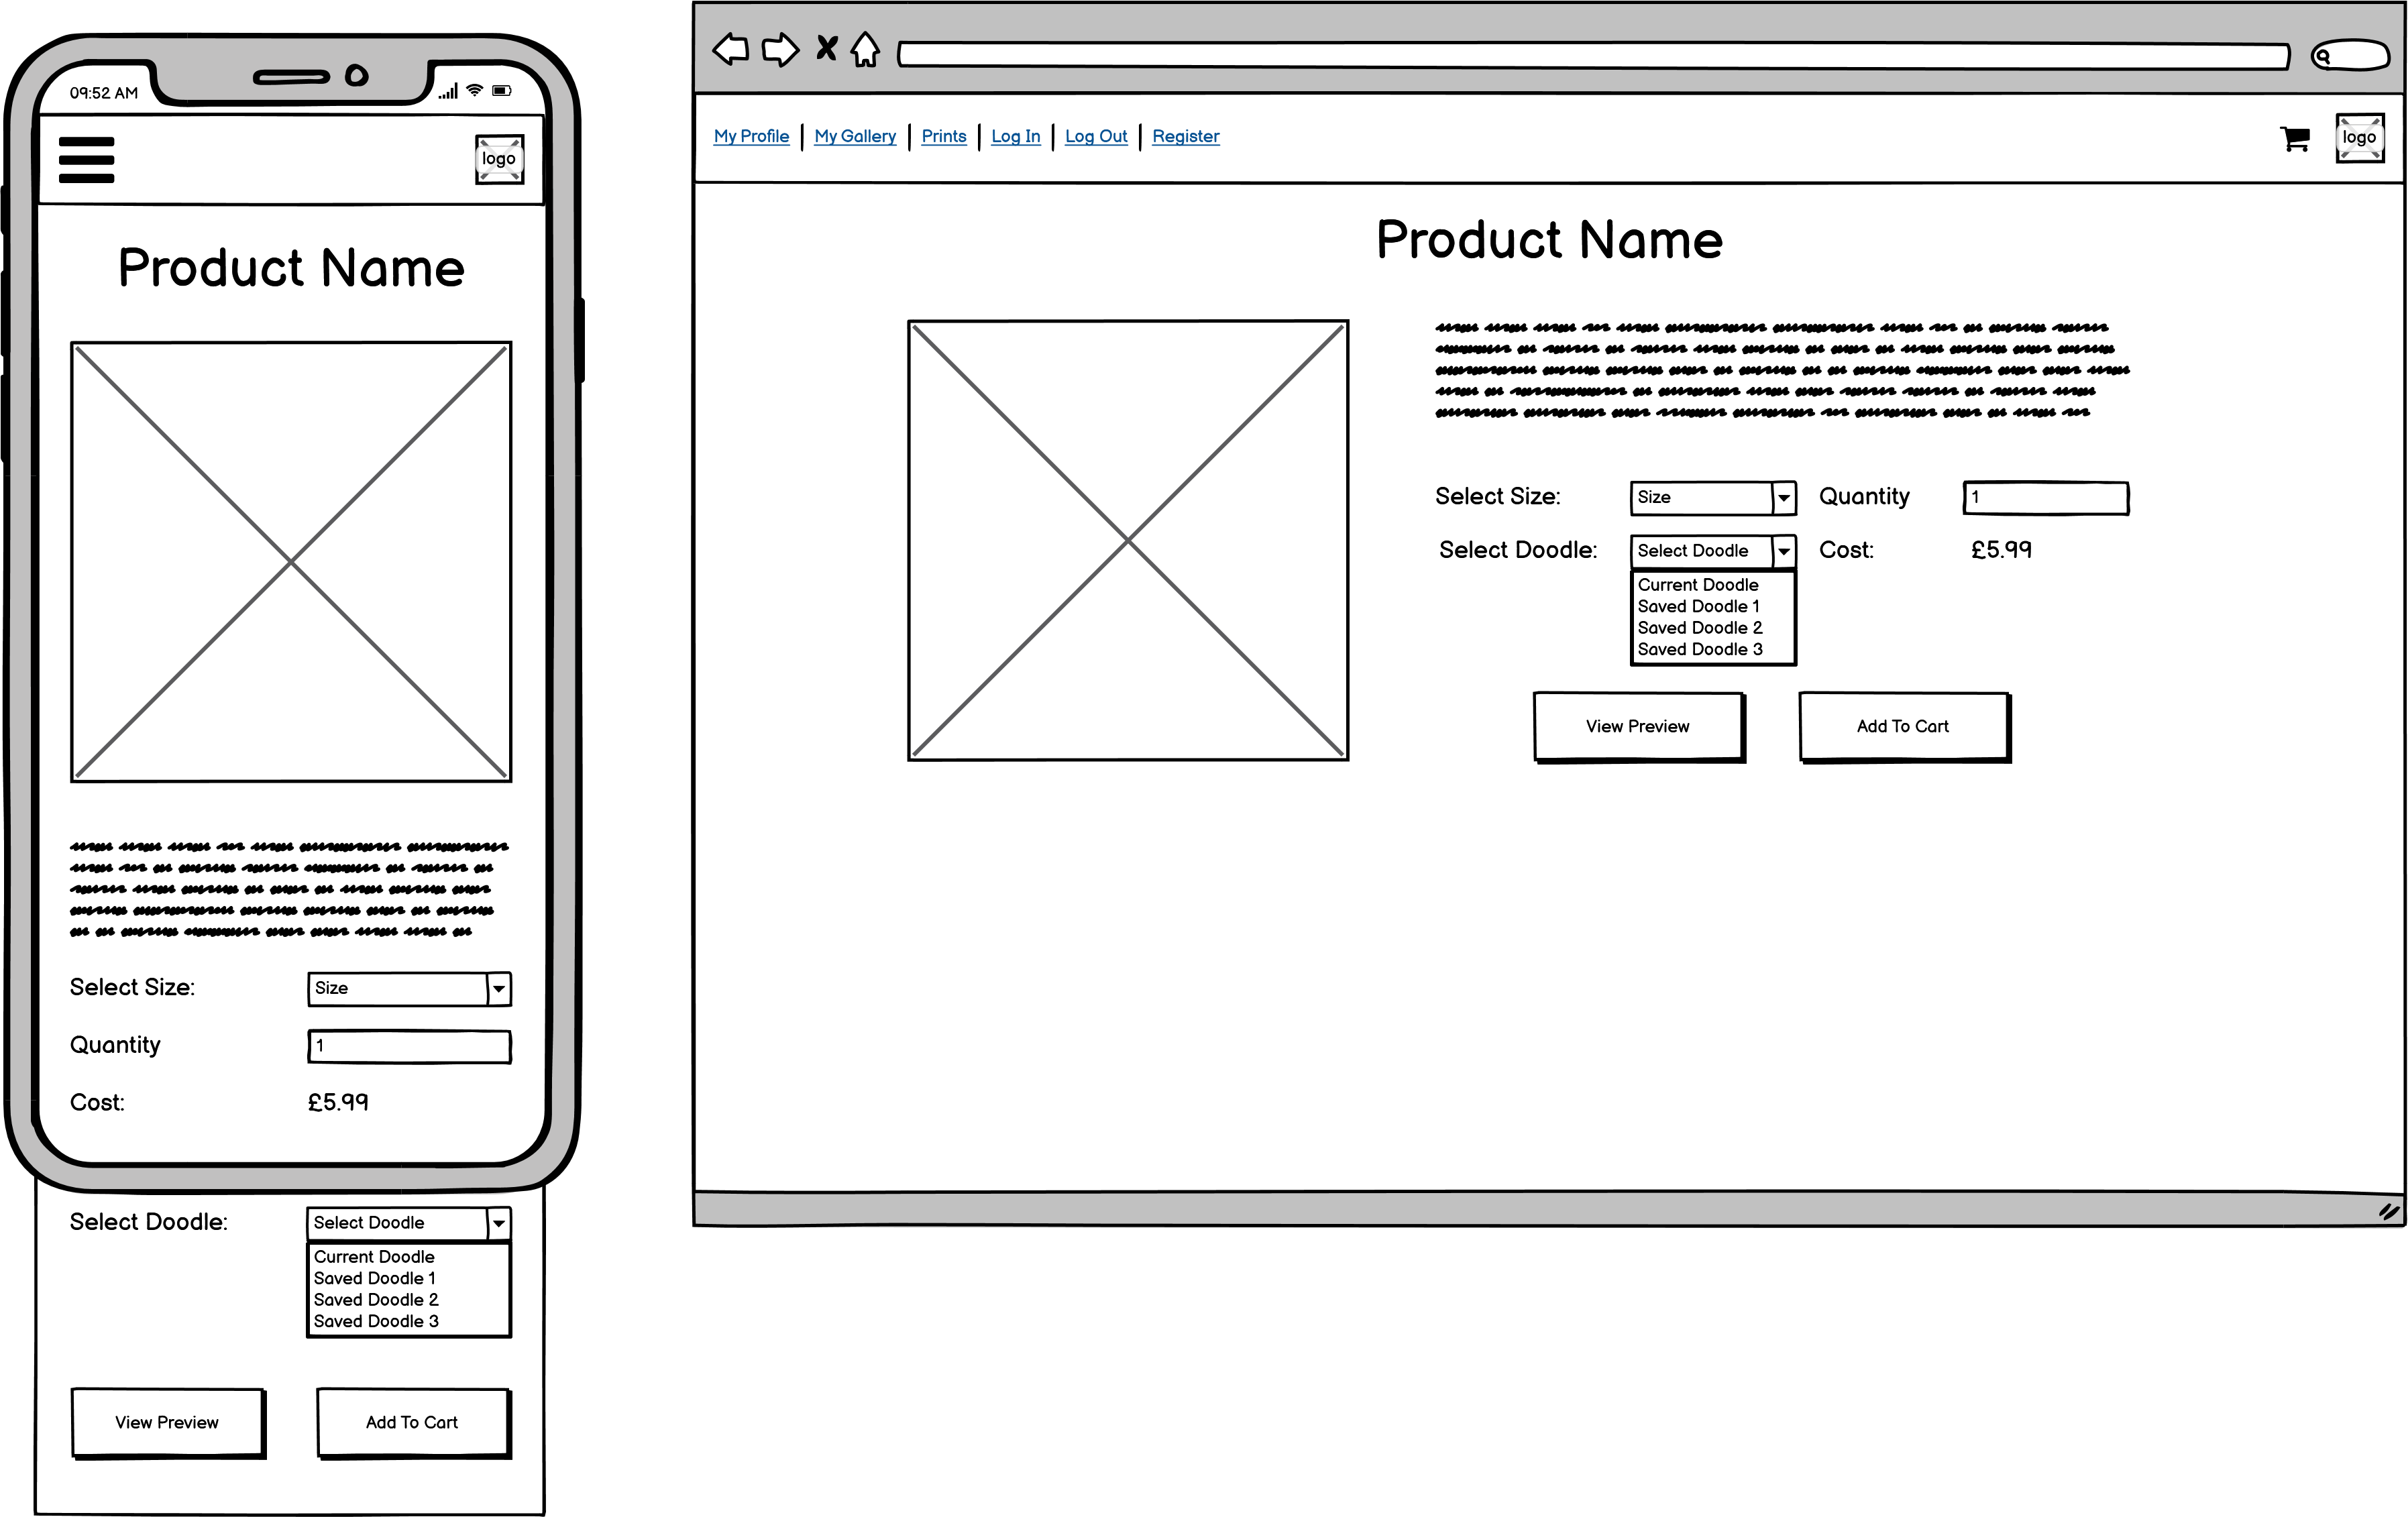 09:52 AM
logo
Product Name
Select Size: Size
Quantity 1
Cost: £5.99
Select Doodle: Select Doodle
Current Doodle
Saved Doodle 1
Saved Doodle 2
Saved Doodle 3
View Preview Add To Cart
My Profile My Gallery Prints Log In Log Out Register logo
Product Name
Select Size: Size Quantity 1
Select Doodle: Select Doodle Cost: £5.99
Current Doodle
Saved Doodle 1
Saved Doodle 2
Saved Doodle 3
View Preview Add To Cart